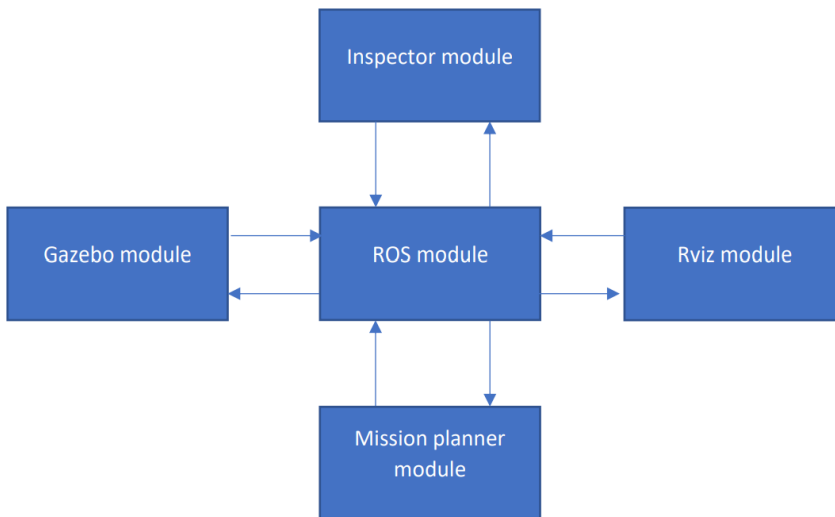 Inspector module
Gazebo module
ROS module
Rviz module
Mission planner
module